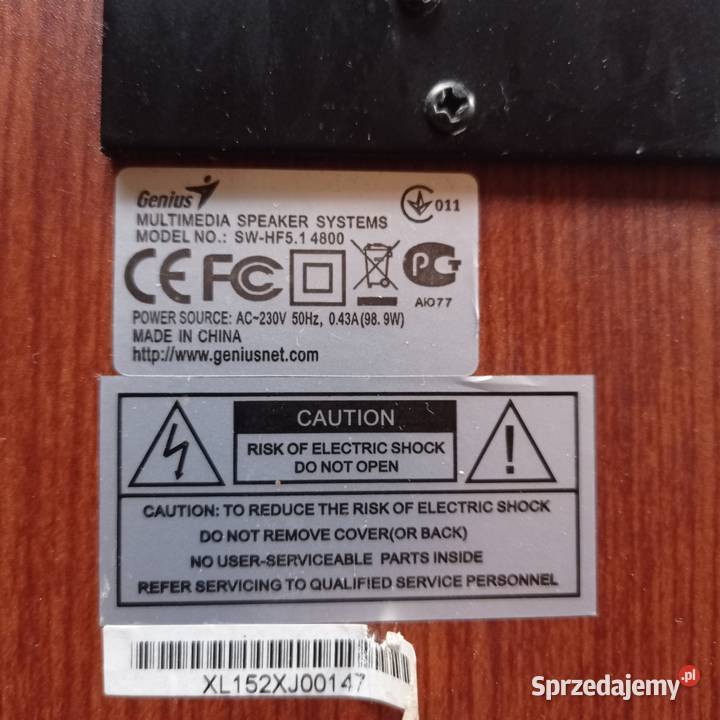 Genius
011
MULTIMEDIA SPEAKER SYSTEMS
MODEL NO.: SW-HF5.1 4800
CE FC PG
AЮ77
POWER SOURCE: AC~230V 50Hz, 0.43A(98.9W)
MADE IN CHINA
http://www.geniusnet.com
CAUTION
RISK OF ELECTRIC SHOCK
DO NOT OPEN
CAUTION: TO REDUCE THE RISK OF ELECTRIC SHOCK
DO NOT REMOVE COVER(OR BACK)
NO USER-SERVICEABLE PARTS INSIDE
REFER SERVICING TO QUALIFIED SERVICE PERSONNEL
XL152XJ00147
Sprzedajemy.pl